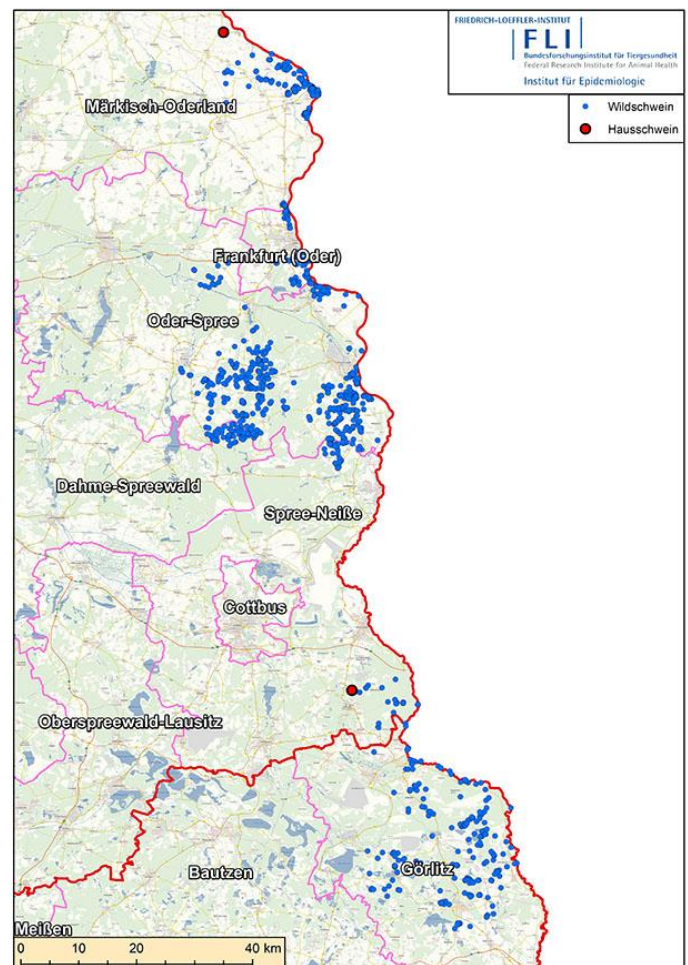 FRIEDRICH-LOEFFLER-INSTITUT
FLI
Bundesforschungsinstitut für Tiergesundheit
Federal Research Institute for Animal Health
Institut für Epidemiologie
Wildschwein
Hausschwein
Märkisch-Oderland
Frankfurt (Oder)
Oder-Spree
Dahme-Spreewald
Spree-Neiße
Cottbus
Oberspreewald-Lausitz
Bautzen
Görlitz
Meißen
0 10 20 40 km